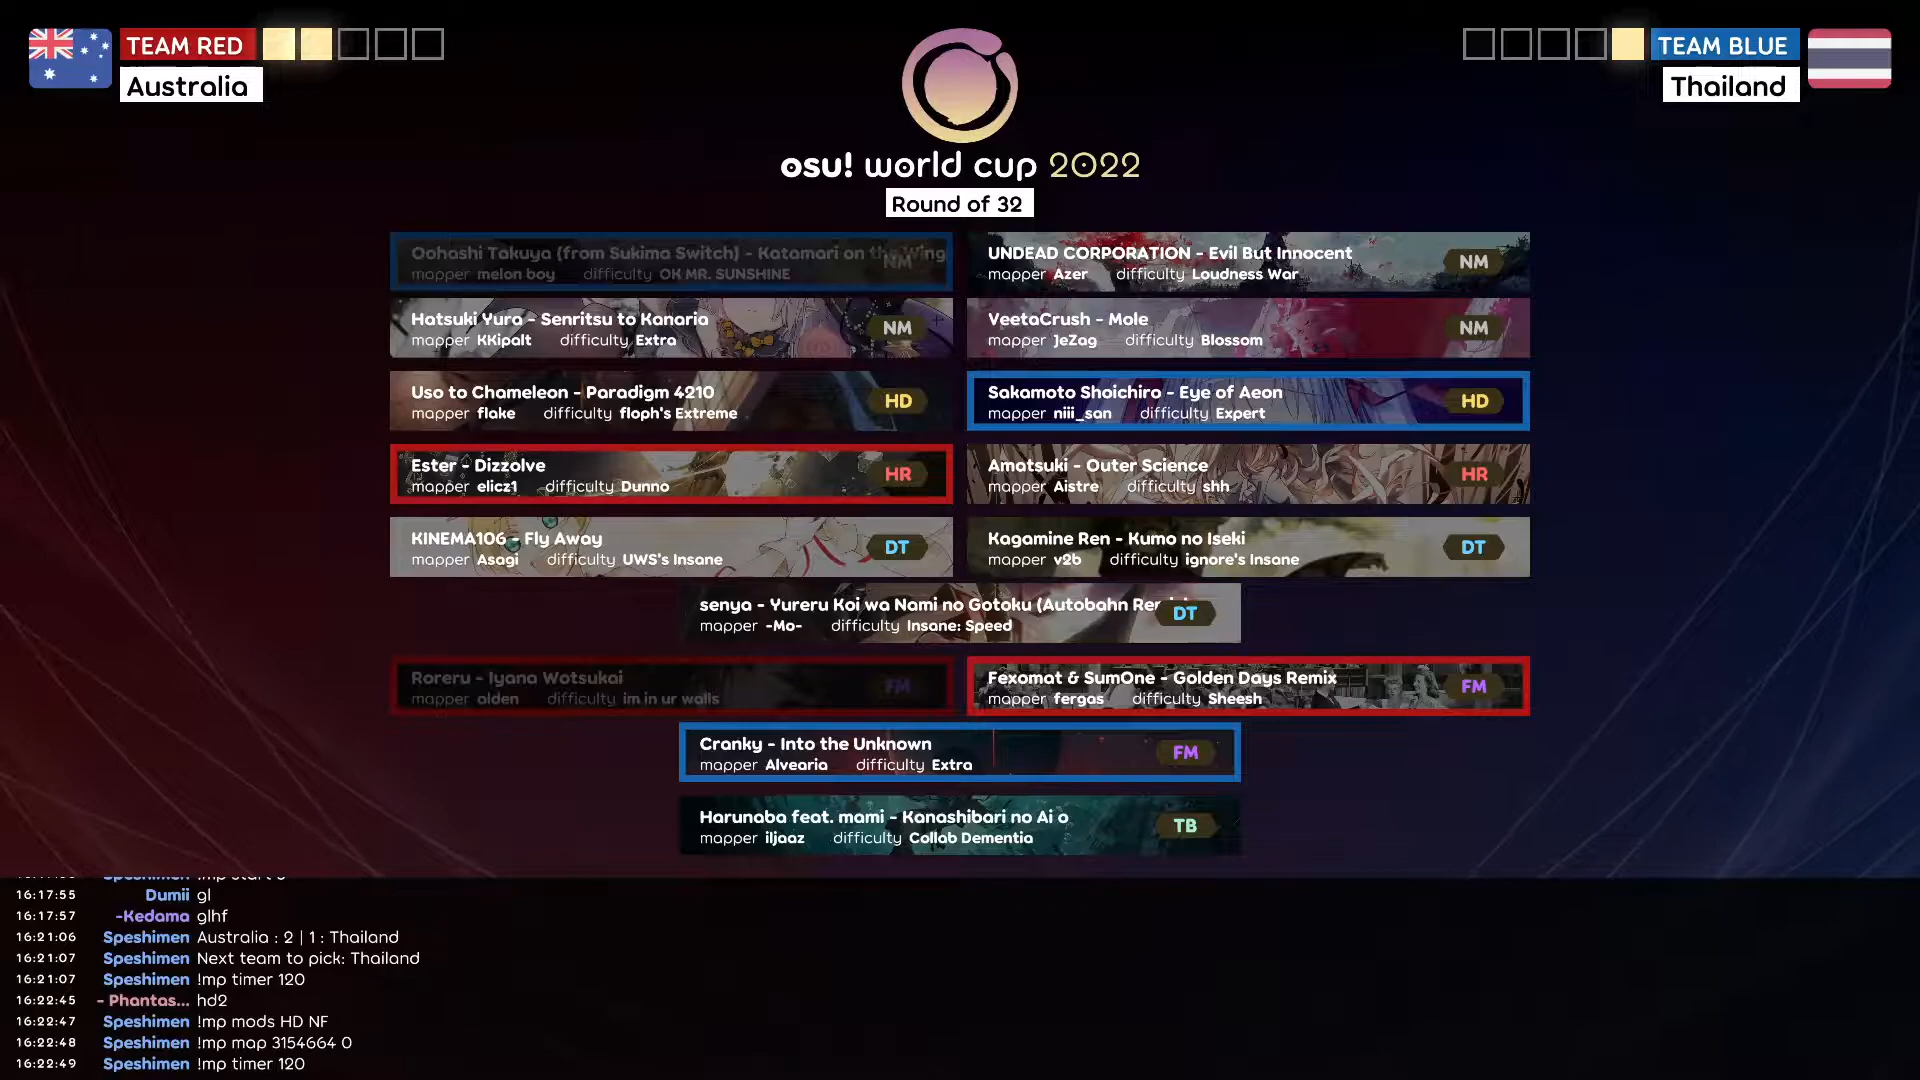 TEAM RED
Australia
TEAM BLUE
Thailand
osu! world cup 2022
Round of 32
Oohashi Takuya (from Sukima Switch) - Katamari on the Wing
NM
mapper melon boy difficulty OK MR. SUNSHINE
UNDEAD CORPORATION - Evil But Innocent
NM
mapper Azer difficulty Loudness War
Hatsuki Yura - Senritsu to Kanaria
NM
mapper KKipalt difficulty Extra
VeetaCrush - Mole
NM
mapper JeZag difficulty Blossom
Uso to Chameleon - Paradigm 4210
HD
mapper flake difficulty floph's Extreme
Sakamoto Shoichiro - Eye of Aeon
HD
mapper niii_san difficulty Expert
Ester - Dizzolve
HR
mapper elicz1 difficulty Dunno
Amatsuki - Outer Science
HR
mapper Aistre difficulty shh
KINEMA106 - Fly Away
DT
mapper Asagi difficulty UWS's Insane
Kagamine Ren - Kumo no Iseki
DT
mapper v2b difficulty ignore's Insane
senya - Yureru Koi wa Nami no Gotoku (Autobahn
DT
mapper -Mo- difficulty Insane: Speed
Roreru - Iyana Wotsukai
FM
mapper alden difficulty im in ur walls
Fexomat & SumOne - Golden Days Remix
FM
mapper fergas difficulty Sheesh
Cranky - Into the Unknown
FM
mapper Alvearia difficulty Extra
Harunaba feat. mami - Kanashibari no Ai o
TB
mapper iljaaz difficulty Collab Dementia
16:17:55 Dumii gl
16:17:57 -Kedama glhf
16:21:06 Speshimen Australia : 2 | 1 : Thailand
16:21:07 Speshimen Next team to pick: Thailand
16:21:07 Speshimen !mp timer 120
16:22:45 - Phantas... hd2
16:22:47 Speshimen !mp mods HD NF
16:22:48 Speshimen !mp map 3154664 0
16:22:49 Speshimen !mp timer 120